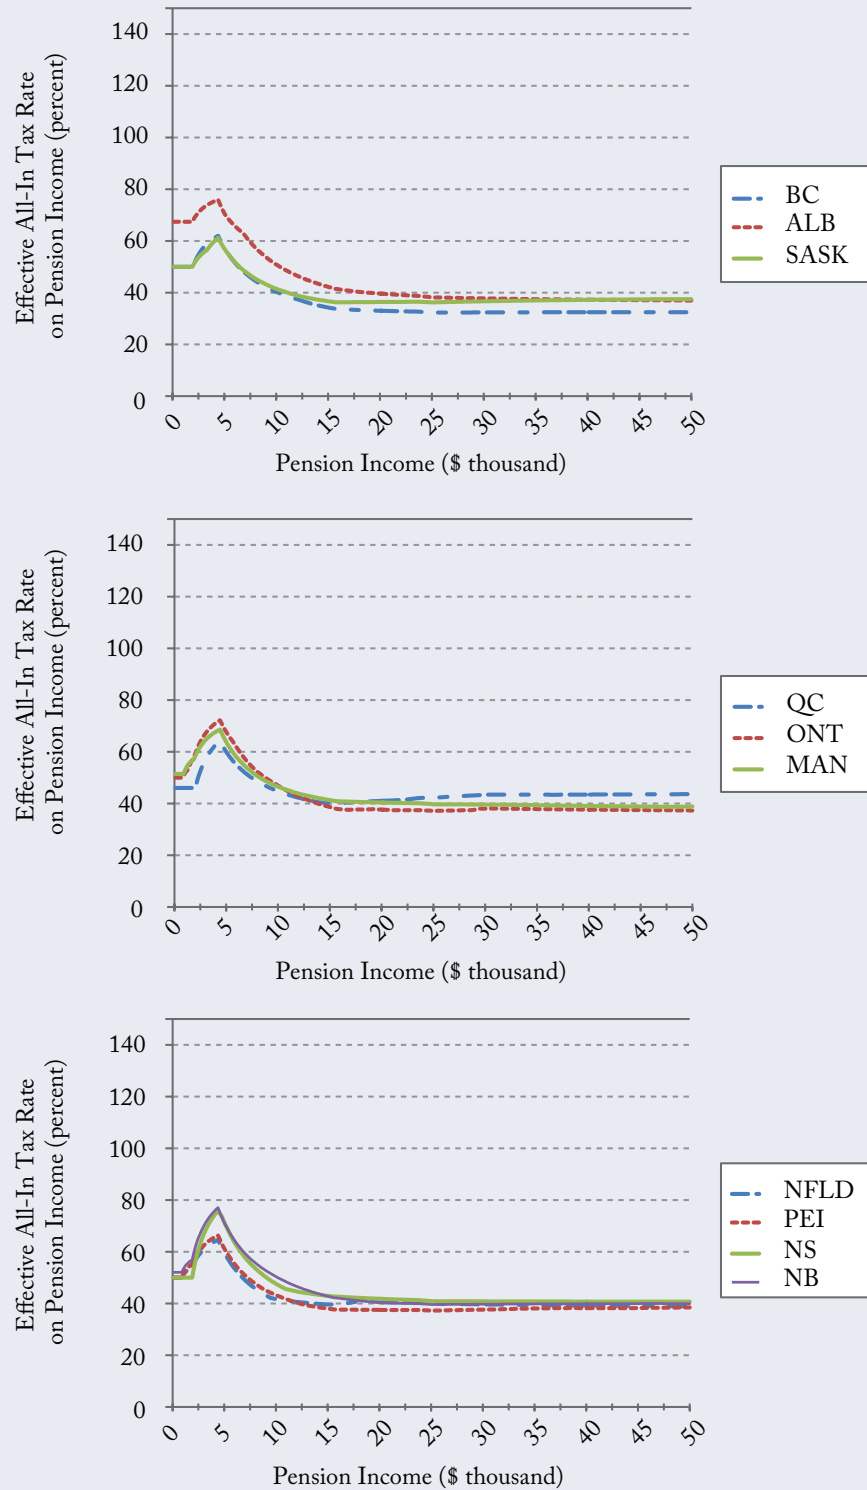 Effective All-In Tax Rate
on Pension Income (percent)
140
120
100
80
60
40
20
0
0 5 10 15 20 25 30 35 40 45 50
Pension Income ($ thousand)
BC
ALB
SASK
Effective All-In Tax Rate
on Pension Income (percent)
140
120
100
80
60
40
20
0
0 5 10 15 20 25 30 35 40 45 50
Pension Income ($ thousand)
QC
ONT
MAN
Effective All-In Tax Rate
on Pension Income (percent)
140
120
100
80
60
40
20
0
0 5 10 15 20 25 30 35 40 45 50
Pension Income ($ thousand)
NFLD
PEI
NS
NB